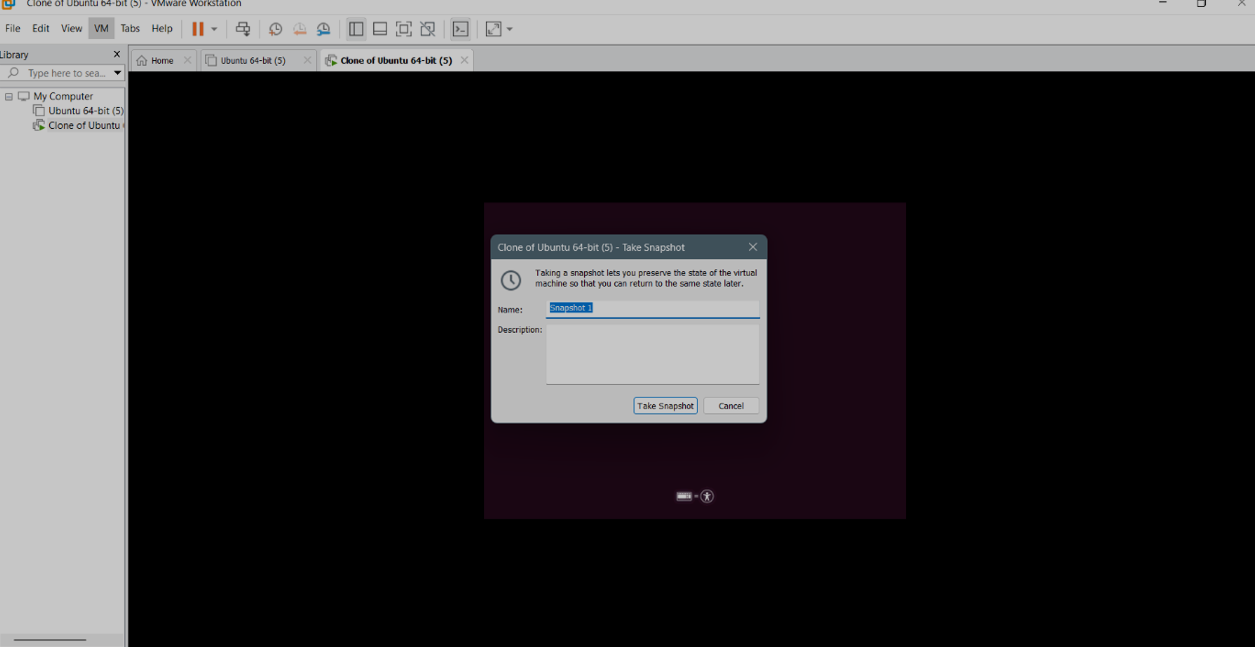 Clone of Ubuntu 64-bit (5) - VMware Workstation
File Edit View VM Tabs Help
Library
Type here to sea...
Home
Ubuntu 64-bit (5)
Clone of Ubuntu 64-bit (5)
My Computer
Ubuntu 64-bit (5)
Clone of Ubuntu
Clone of Ubuntu 64-bit (5) - Take Snapshot
Taking a snapshot lets you preserve the state of the virtual
machine so that you can return to the same state later.
Name: Snapshot 1
Description:
Take Snapshot Cancel